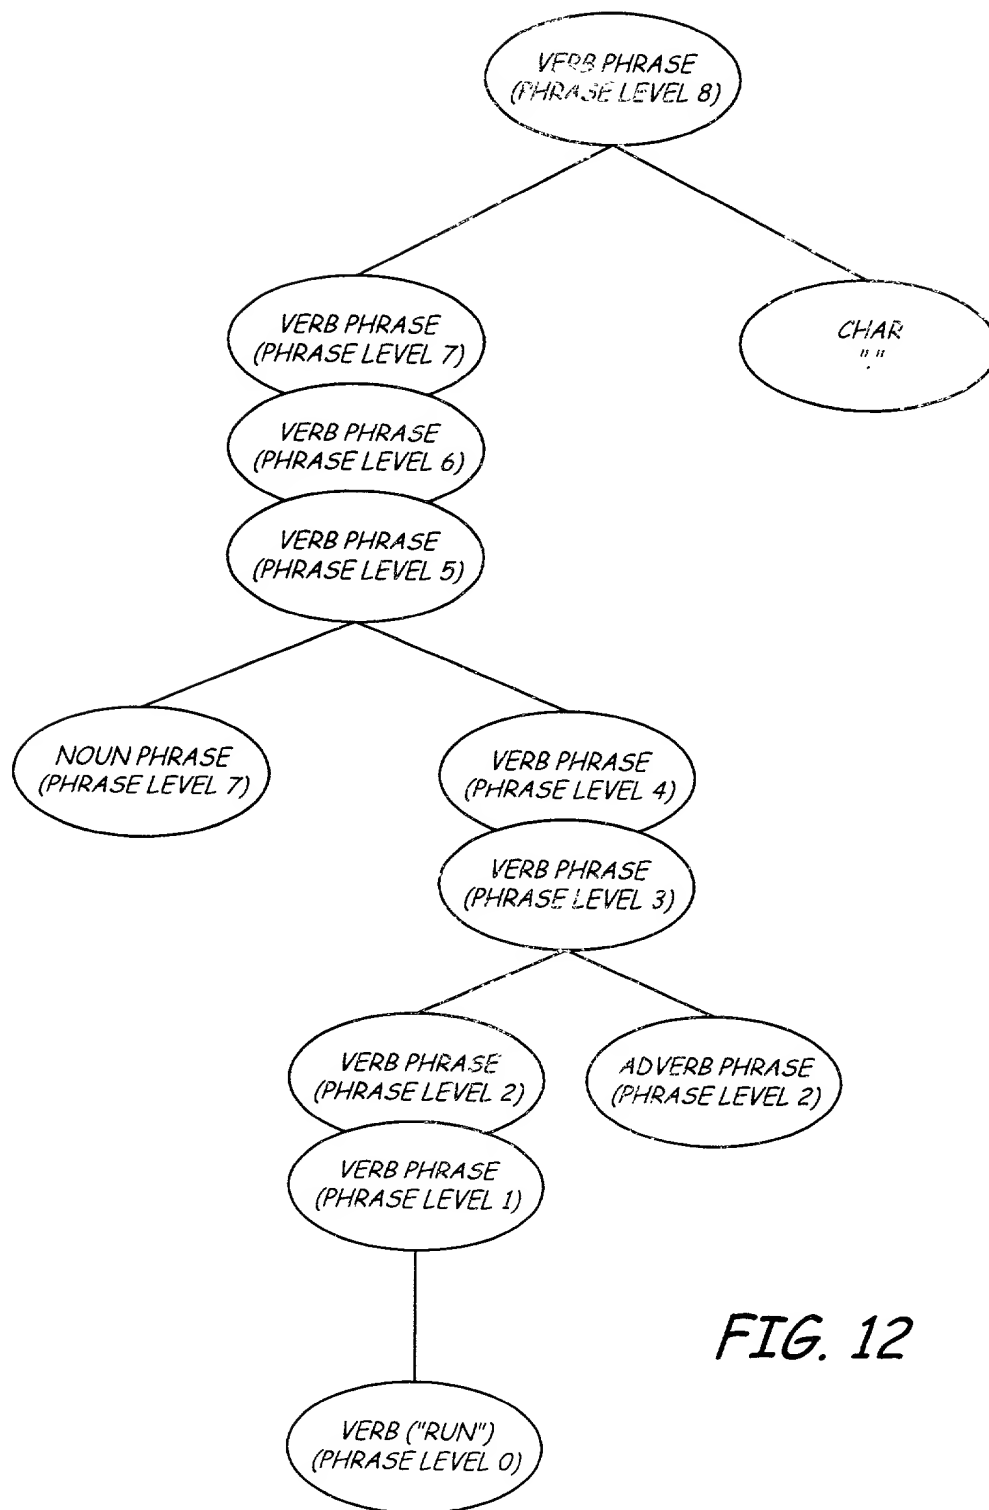 VERB PHRASE
(PHRASE LEVEL 8)
VERB PHRASE
(PHRASE LEVEL 7)
CHAR
"."
VERB PHRASE
(PHRASE LEVEL 6)
VERB PHRASE
(PHRASE LEVEL 5)
NOUN PHRASE
(PHRASE LEVEL 7)
VERB PHRASE
(PHRASE LEVEL 4)
VERB PHRASE
(PHRASE LEVEL 3)
VERB PHRASE
(PHRASE LEVEL 2)
ADVERB PHRASE
(PHRASE LEVEL 2)
VERB PHRASE
(PHRASE LEVEL 1)
FIG. 12
VERB ("RUN")
(PHRASE LEVEL 0)